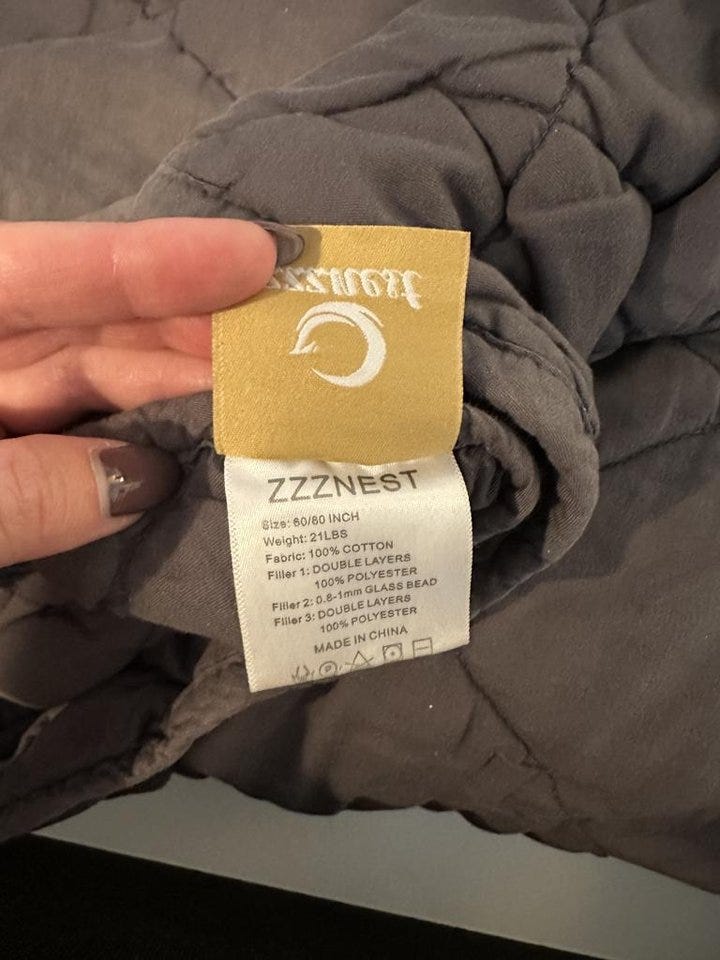 zzznest
ZZZNEST
Size: 60/80 INCH
Weight: 21LBS
Fabric: 100% COTTON
Filler 1: DOUBLE LAYERS
100% POLYESTER
Filler 2: 0.8-1mm GLASS BEAD
Filler 3: DOUBLE LAYERS
100% POLYESTER
MADE IN CHINA